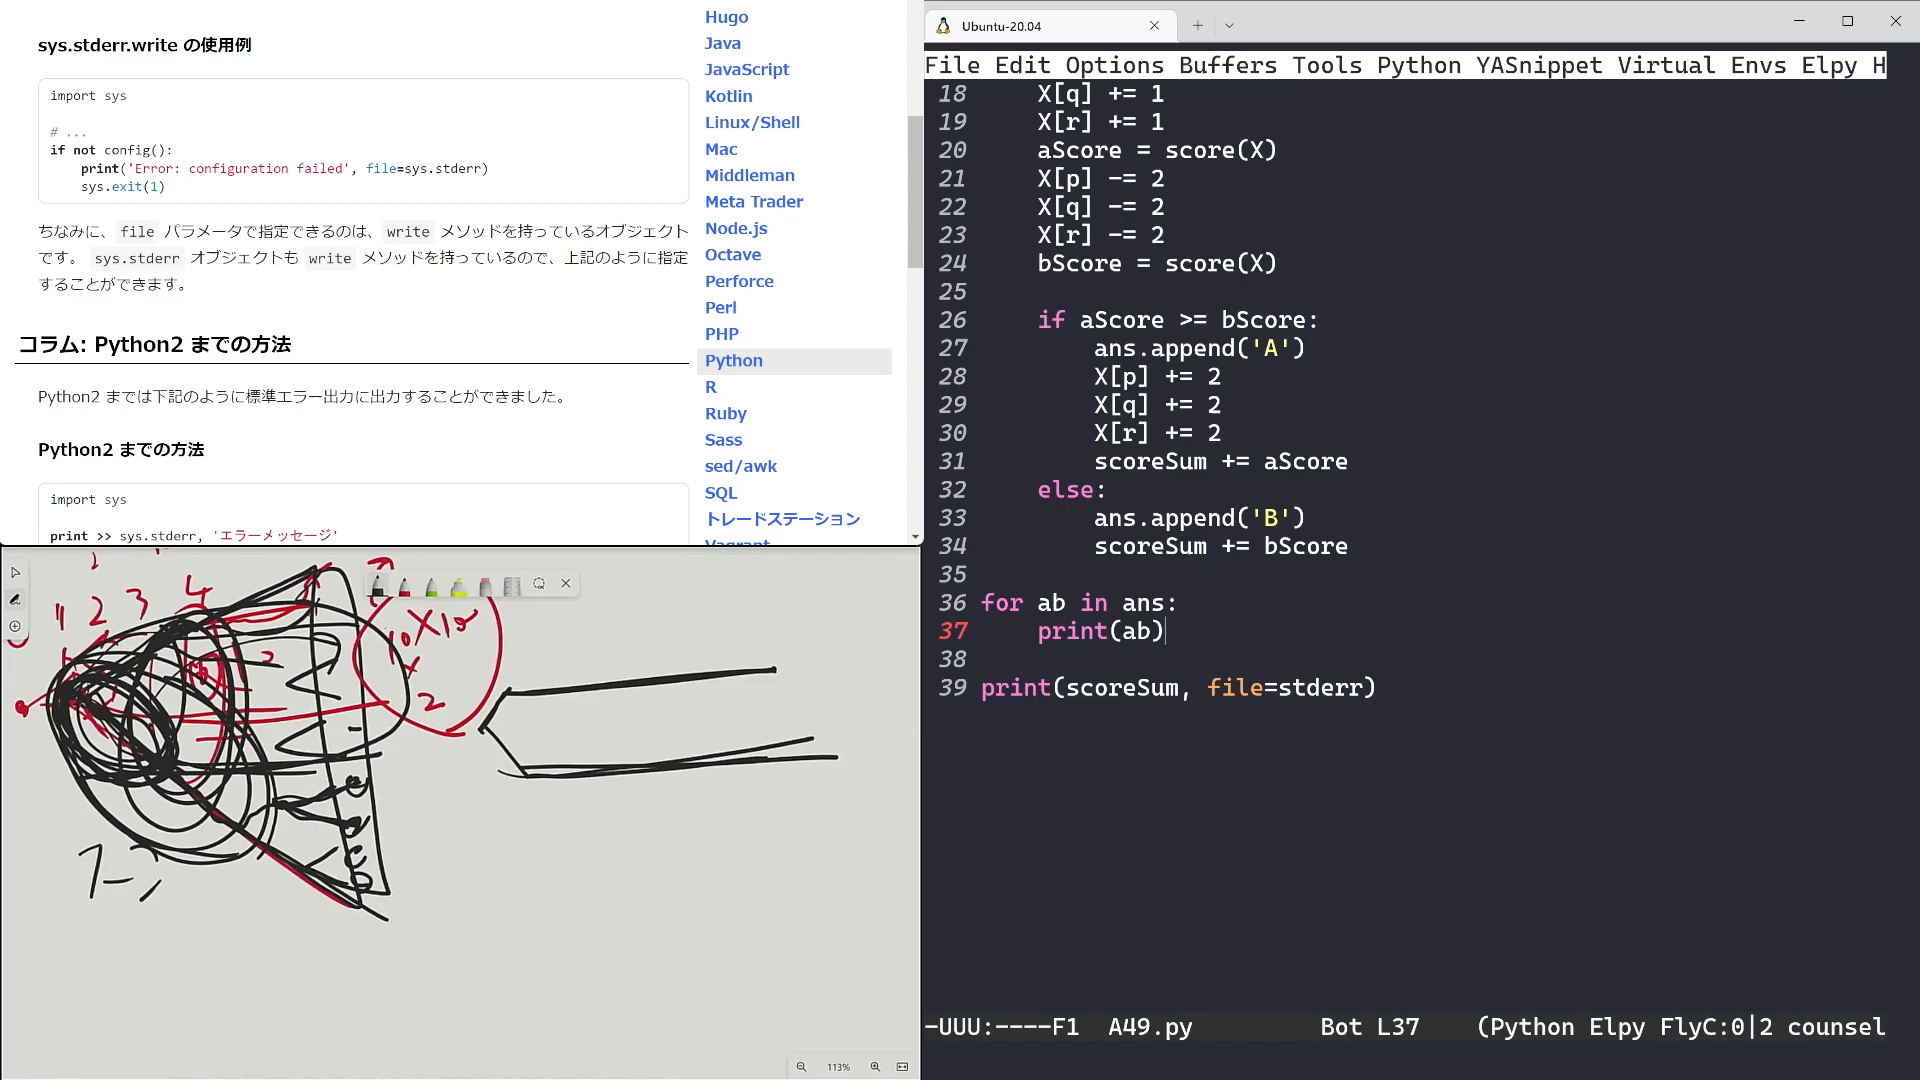 sys.stderr.write の使用例
import sys
# ...
if not config():
    print('Error: configuration failed', file=sys.stderr)
    sys.exit(1)
ちなみに、 file パラメータで指定できるのは、 write メソッドを持っているオブジェクト
です。 sys.stderr オブジェクトも write メソッドを持っているので、上記のように指定
することができます。
コラム: Python2 までの方法
Python2 までは下記のように標準エラー出力に出力することができました。
Python2 までの方法
import sys
print >> sys.stderr, 'エラーメッセージ'
Hugo
Java
JavaScript
Kotlin
Linux/Shell
Mac
Middleman
Meta Trader
Node.js
Octave
Perforce
Perl
PHP
Python
R
Ruby
Sass
sed/awk
SQL
トレードステーション
Vagrant
1 2 3 4
10 X 10
x
2
113%
Ubuntu-20.04
File Edit Options Buffers Tools Python YASnippet Virtual Envs Elpy H
18     X[q] += 1
19     X[r] += 1
20     aScore = score(X)
21     X[p] -= 2
22     X[q] -= 2
23     X[r] -= 2
24     bScore = score(X)
25
26     if aScore >= bScore:
27         ans.append('A')
28         X[p] += 2
29         X[q] += 2
30         X[r] += 2
31         scoreSum += aScore
32     else:
33         ans.append('B')
34         scoreSum += bScore
35
36 for ab in ans:
37     print(ab)
38
39 print(scoreSum, file=stderr)
-UUU:----F1  A49.py         Bot L37    (Python Elpy FlyC:0|2 counsel